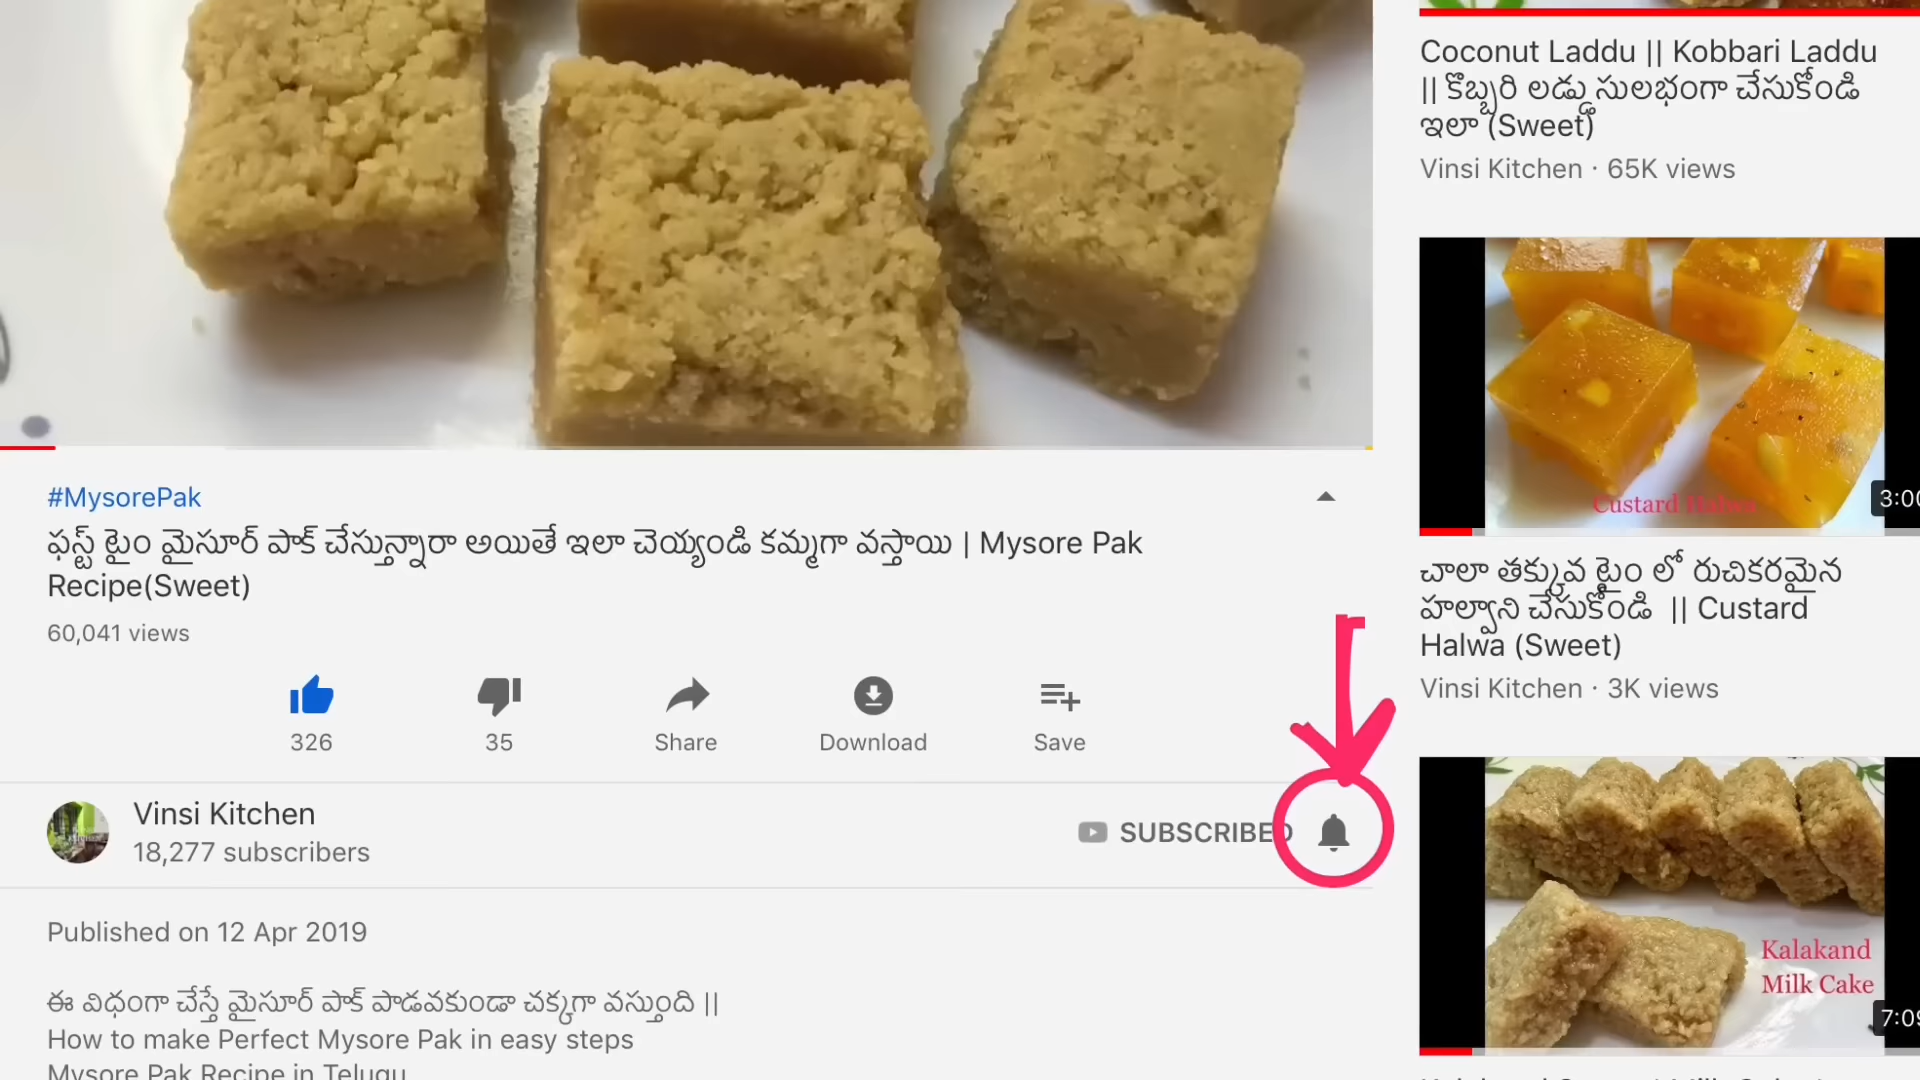 #MysorePak
ఫస్ట్ టైం మైసూర్ పాక్ చేస్తున్నారా అయితే ఇలా చెయ్యండి కమ్మగా వస్తాయి | Mysore Pak
Recipe(Sweet)
60,041 views
326
35
Share
Download
Save
Vinsi Kitchen
18,277 subscribers
SUBSCRIBED
Published on 12 Apr 2019
ఈ విధంగా చేస్తే మైసూర్ పాక్ పాడవకుండా చక్కగా వస్తుంది ||
How to make Perfect Mysore Pak in easy steps
Mysore Pak Recipe in Telugu
Coconut Laddu || Kobbari Laddu
|| కొబ్బరి లడ్డు సులభంగా చేసుకోండి
ఇలా (Sweet)
Vinsi Kitchen · 65K views
Custard Halwa
3:00
చాలా తక్కువ టైం లో రుచికరమైన
హల్వాని చేసుకోండి || Custard
Halwa (Sweet)
Vinsi Kitchen · 3K views
Kalakand
Milk Cake
7:09